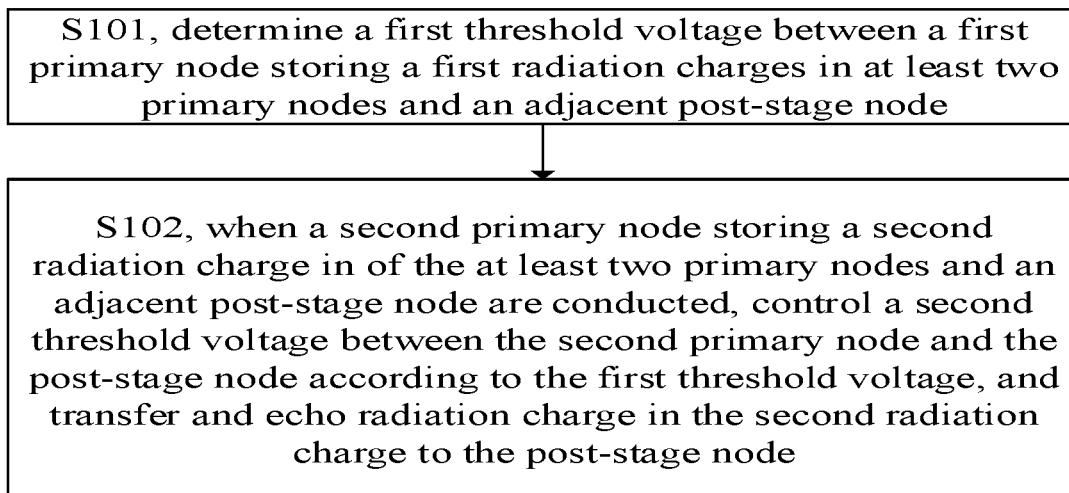 S101, determine a first threshold voltage between a first
primary node storing a first radiation charges in at least two
primary nodes and an adjacent post-stage node
S102, when a second primary node storing a second
radiation charge in of the at least two primary nodes and an
adjacent post-stage node are conducted, control a second
threshold voltage between the second primary node and the
post-stage node according to the first threshold voltage, and
transfer and echo radiation charge in the second radiation
charge to the post-stage node